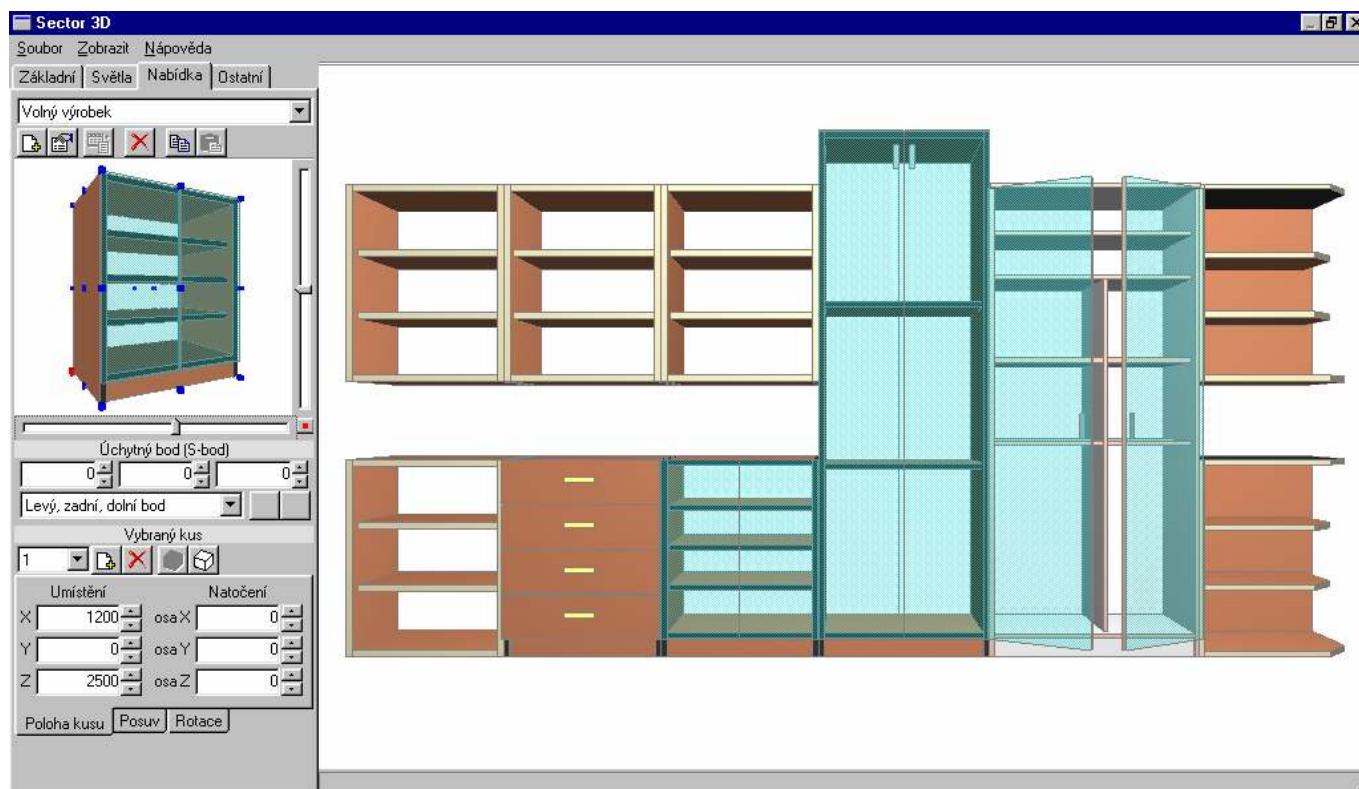 Sector 3D
Soubor Zobrazit Nápověda
Základní Světla Nabídka Ostatní
Volný výrobek
Úchytný bod (S-bod)
0 0 0
Levý, zadní, dolní bod
Vybraný kus
1
Umístění Natočení
X 1200 osa X 0
Y 0 osa Y 0
Z 2500 osa Z 0
Poloha kusu Posuv Rotace